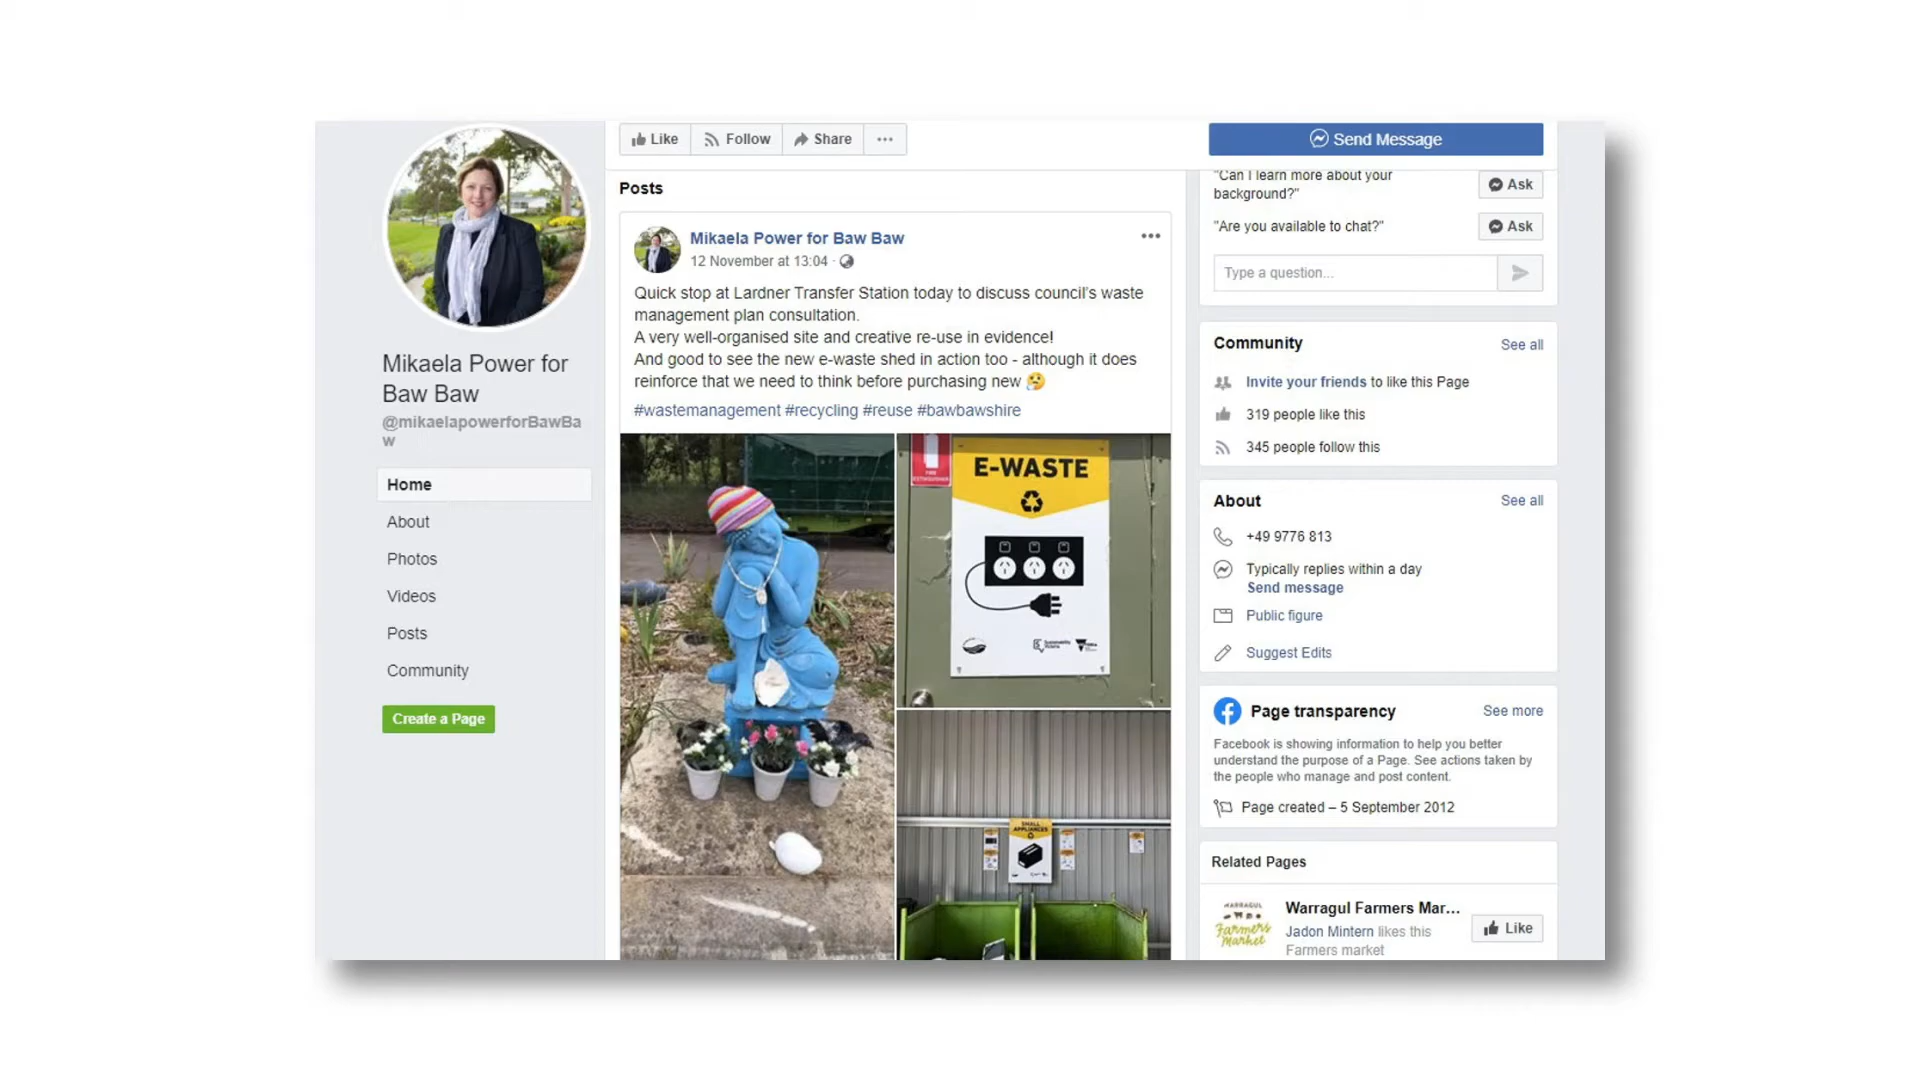 Mikaela Power for
Baw Baw
@mikaelapowerforBawBa
w
Home
About
Photos
Videos
Posts
Community
Create a Page
Like
Follow
Share
Posts
Mikaela Power for Baw Baw
12 November at 13:04 ·
Quick stop at Lardner Transfer Station today to discuss council's waste
management plan consultation.
A very well-organised site and creative re-use in evidence!
And good to see the new e-waste shed in action too - although it does
reinforce that we need to think before purchasing new 🤔
#wastemanagement #recycling #reuse #bawbawshire
FIRE
EXTINGUISHER
E-WASTE
Sustainability
Victoria
SMALL
APPLIANCES
Send Message
"Can I learn more about your
background?"
Ask
"Are you available to chat?"
Ask
Type a question...
Community
See all
Invite your friends to like this Page
319 people like this
345 people follow this
About
See all
+49 9776 813
Typically replies within a day
Send message
Public figure
Suggest Edits
Page transparency
See more
Facebook is showing information to help you better
understand the purpose of a Page. See actions taken by
the people who manage and post content.
Page created – 5 September 2012
Related Pages
WARRAGUL
Farmers
Market
Warragul Farmers Mar...
Jadon Mintern likes this
Farmers market
Like